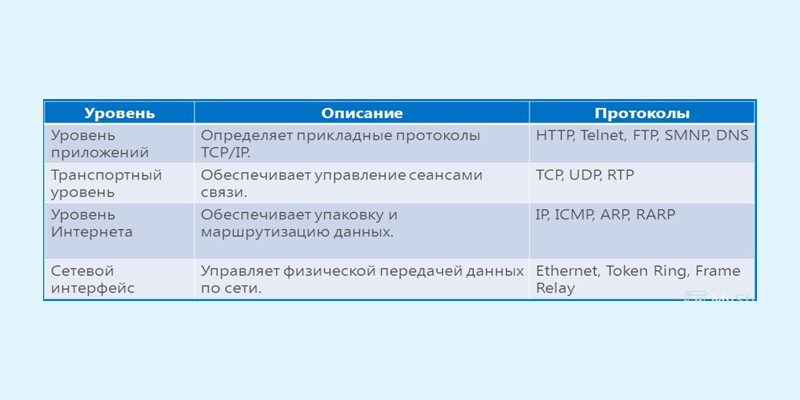 Уровень Описание Протоколы
Уровень приложений Определяет прикладные протоколы TCP/IP. HTTP, Telnet, FTP, SMNP, DNS
Транспортный уровень Обеспечивает управление сеансами связи. TCP, UDP, RTP
Уровень Интернета Обеспечивает упаковку и маршрутизацию данных. IP, ICMP, ARP, RARP
Сетевой интерфейс Управляет физической передачей данных по сети. Ethernet, Token Ring, Frame Relay